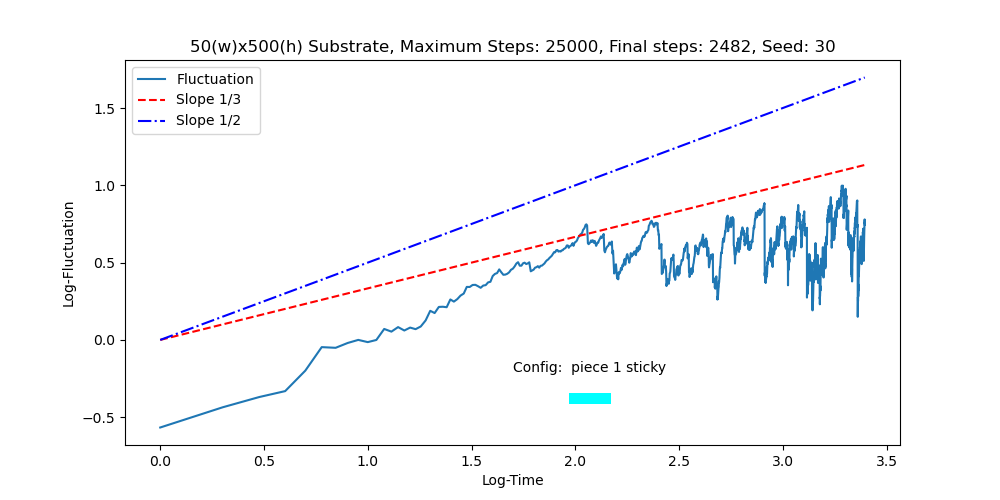 50(w)x500(h) Substrate, Maximum Steps: 25000, Final steps: 2482, Seed: 30
Fluctuation
Slope 1/3
Slope 1/2
1.5
1.0
0.5
0.0
−0.5
Log-Fluctuation
Config:  piece 1 sticky
0.0 0.5 1.0 1.5 2.0 2.5 3.0 3.5
Log-Time